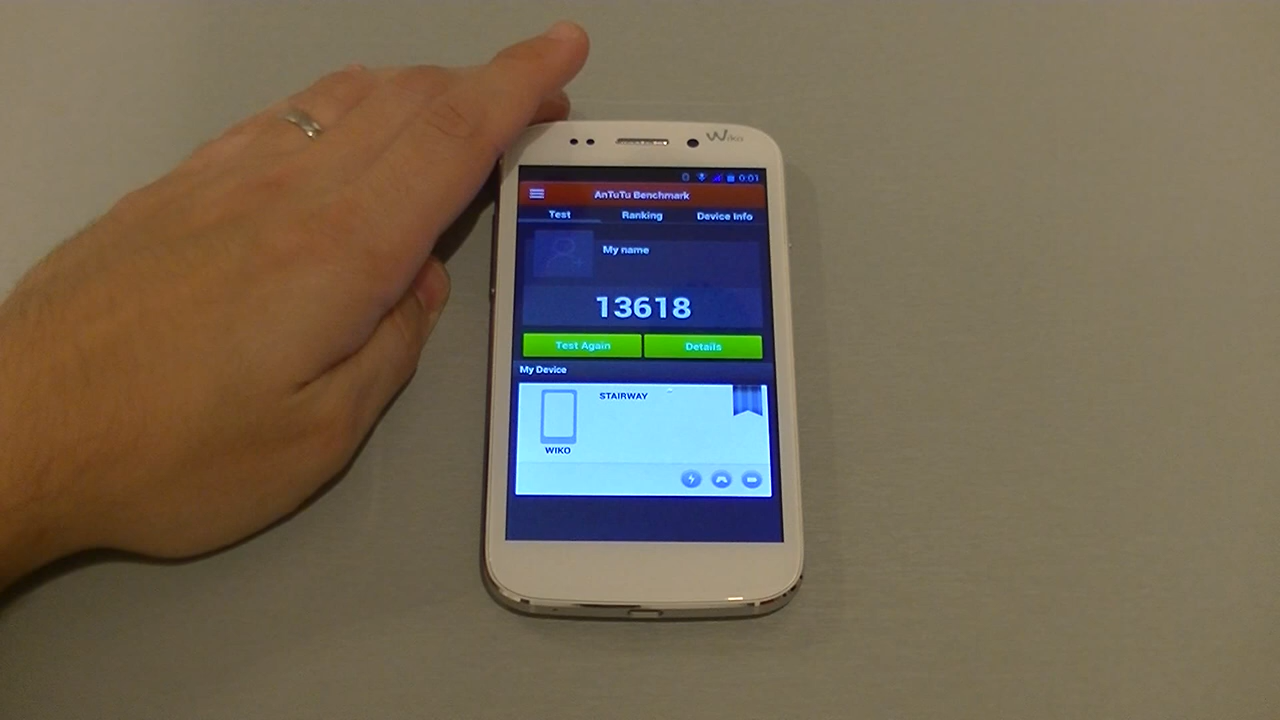 Wiko
0:01
AnTuTu Benchmark
Test Ranking Device Info
My name
13618
Test Again Details
My Device
STAIRWAY
WIKO